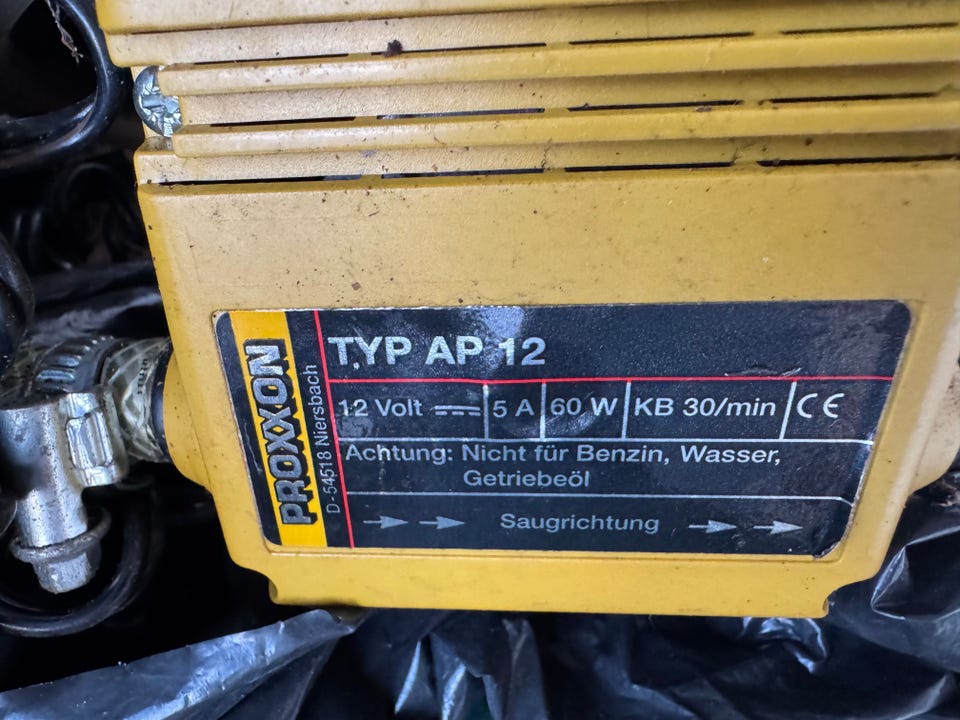 PROXXON
D-54518 Niersbach
TYP AP 12
12 Volt 5 A 60 W KB 30/min CE
Achtung: Nicht für Benzin, Wasser,
Getriebeöl
Saugrichtung